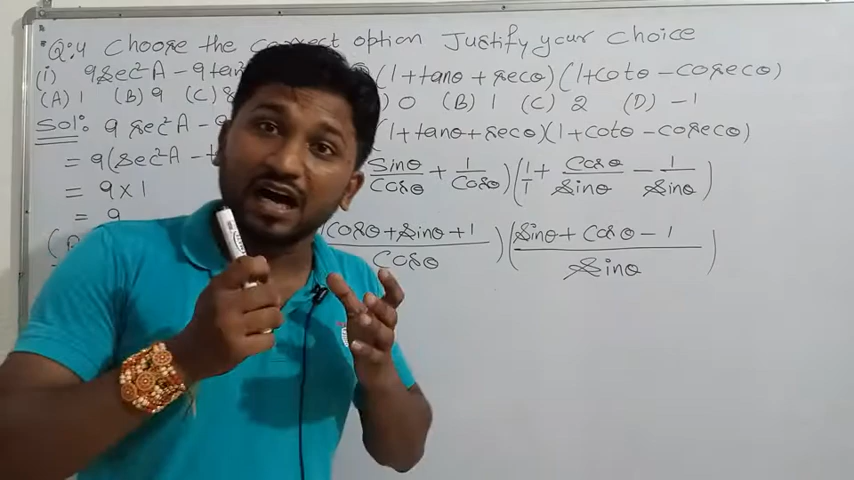 Q:4 Choose the correct option Justify your choice
(i) 9sec²A - 9tan (1+tanθ+secθ)(1+cotθ-cosecθ)
(A) 1 (B) 9 (C) 0 (B) 1 (C) 2 (D) -1
Sol: 9 sec²A - 9 (1+tanθ+secθ)(1+cotθ-cosecθ)
= 9(sec²A - t sinθ/cosθ + 1/cosθ)(1/1 + cosθ/sinθ - 1/sinθ)
= 9×1
= 9 (cosθ+sinθ+1/cosθ)(sinθ+cosθ-1/sinθ)